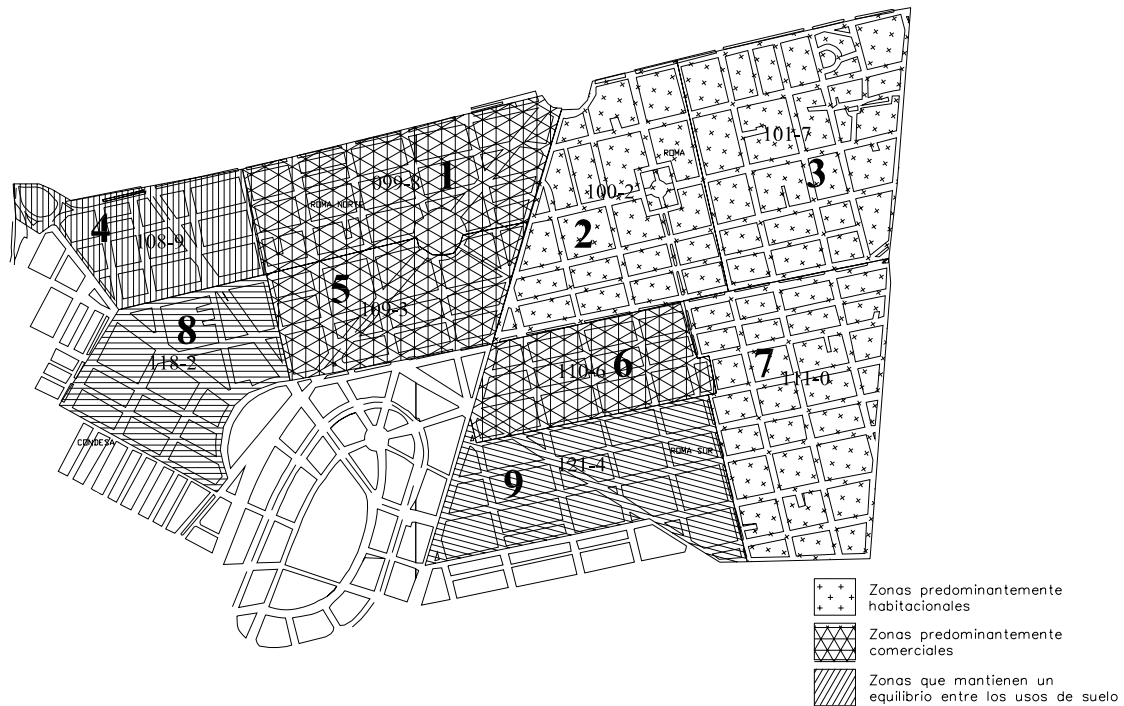 101-7
ROMA
3
1
099-8
100-2
ROMA NORTE
4
108-9
2
5
109-3
8
118-2
110-6
6
7
111-0
CONDESA
ROMA SUR
121-4
9
Zonas predominantemente
habitacionales
Zonas predominantemente
comerciales
Zonas que mantienen un
equilibrio entre los usos de suelo